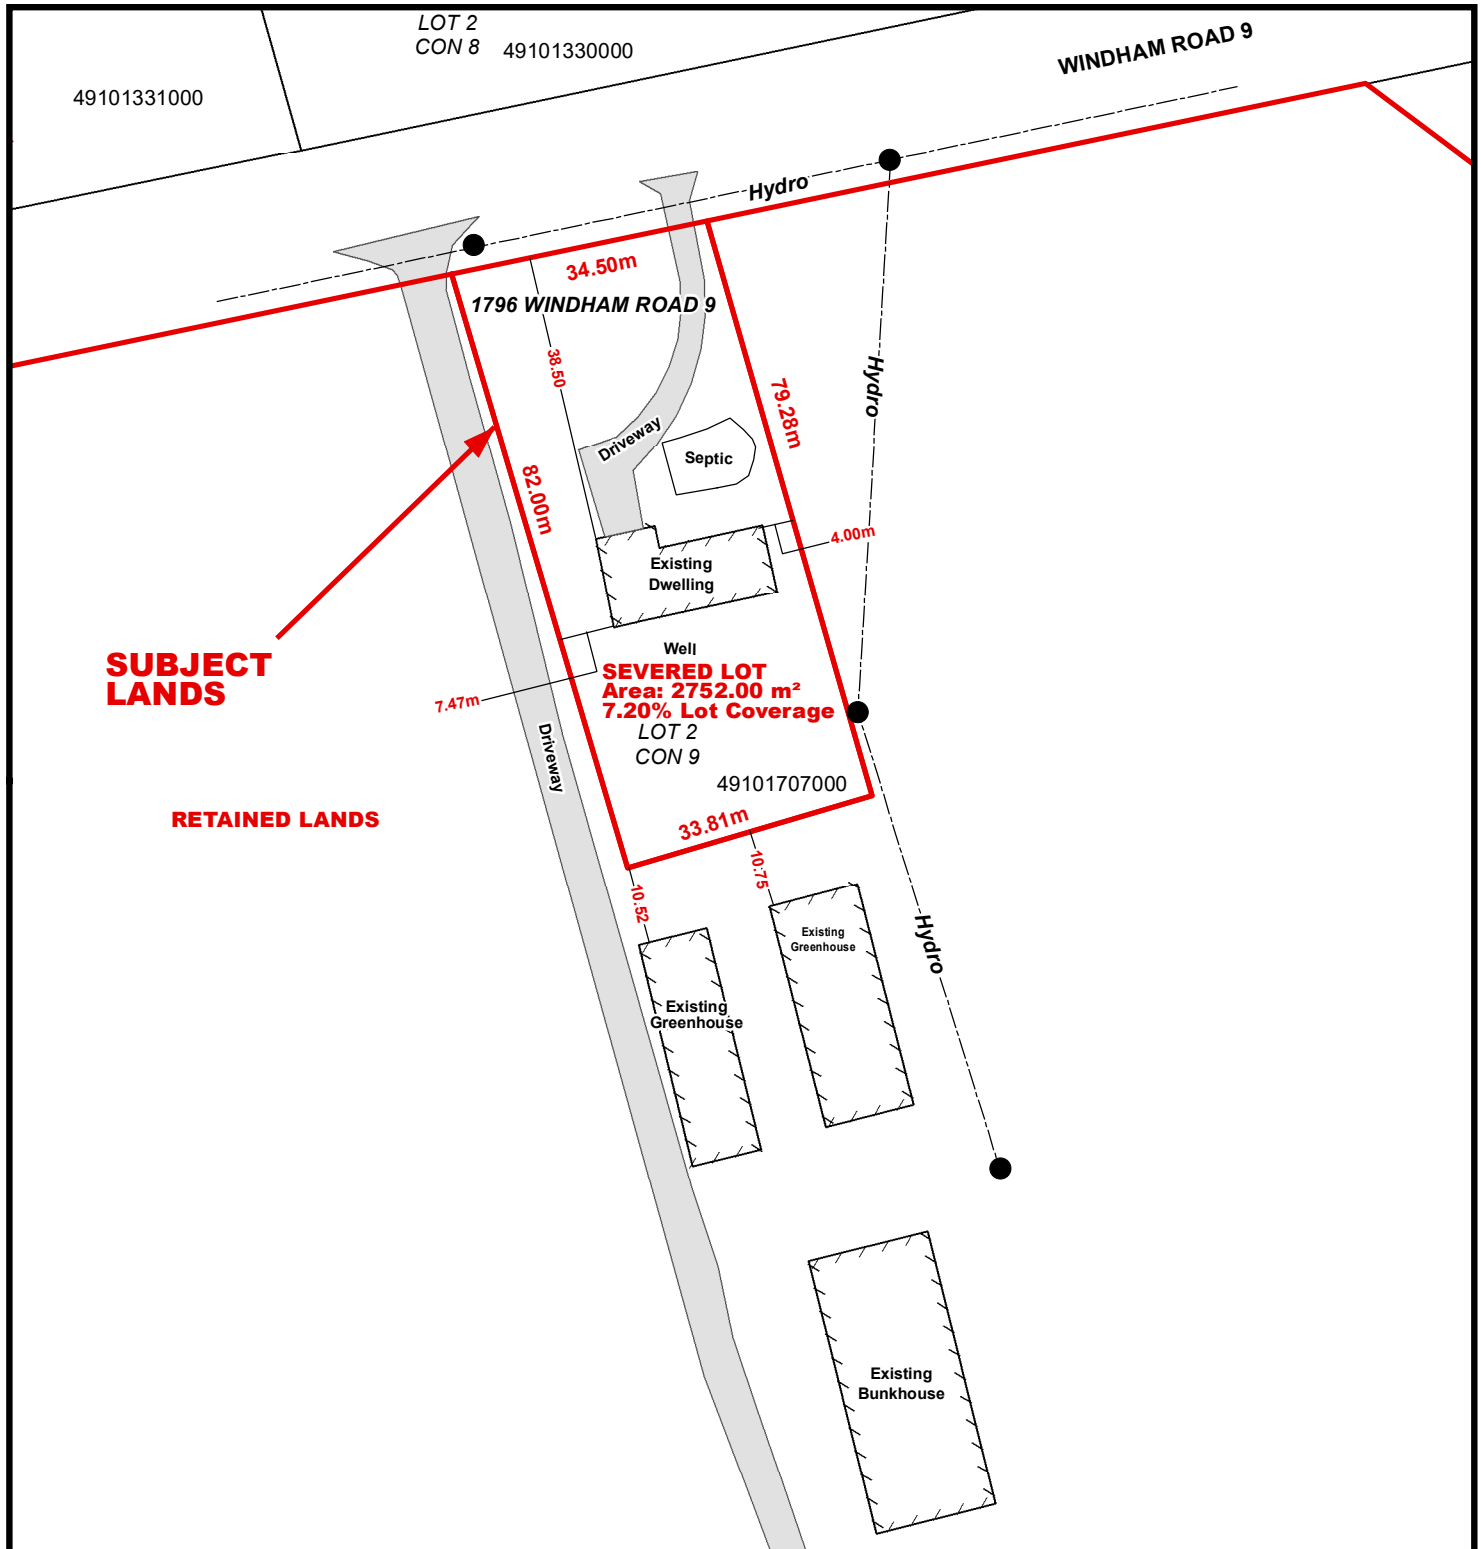 LOT 2
CON 8
49101330000
WINDHAM ROAD 9
49101331000
Hydro
34.50m
1796 WINDHAM ROAD 9
38.50
Hydro
79.28m
Driveway
Septic
82.00m
4.00m
Existing
Dwelling
Well
SUBJECT
LANDS
SEVERED LOT
Area: 2752.00 m²
7.20% Lot Coverage
7.47m
LOT 2
CON 9
Driveway
49101707000
RETAINED LANDS
33.81m
10.75
10.52
Existing
Greenhouse
Hydro
Existing
Greenhouse
Existing
Bunkhouse